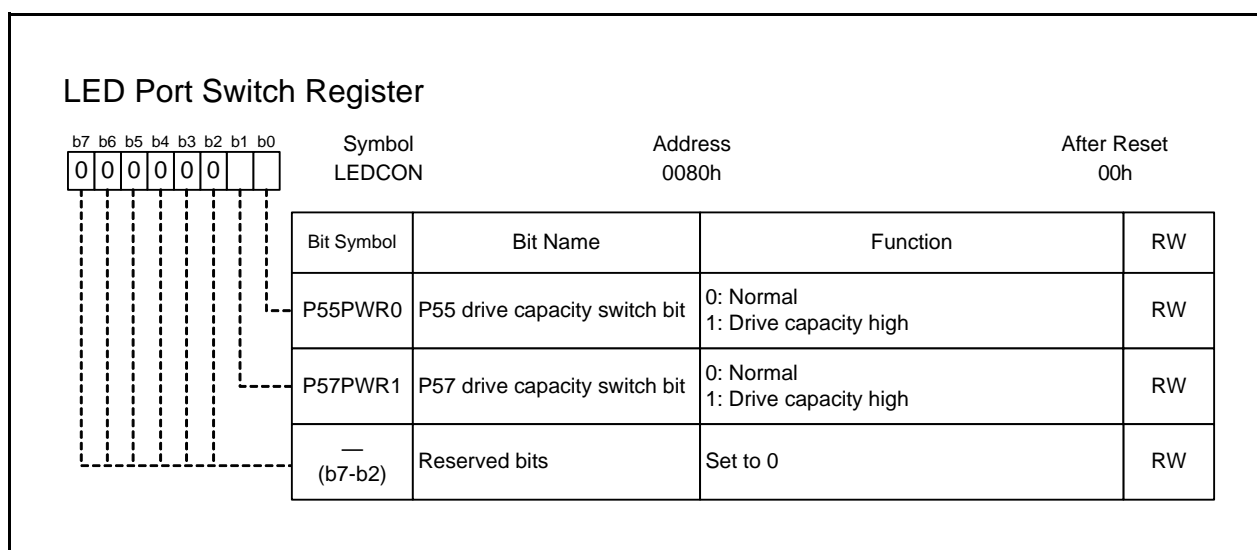 LED Port Switch Register
b7 b6 b5 b4 b3 b2 b1 b0
0 0 0 0 0 0
Symbol Address After Reset
LEDCON 0080h 00h
Bit Symbol Bit Name Function RW
P55PWR0 P55 drive capacity switch bit 0: Normal
1: Drive capacity high RW
P57PWR1 P57 drive capacity switch bit 0: Normal
1: Drive capacity high RW
—
(b7-b2) Reserved bits Set to 0 RW